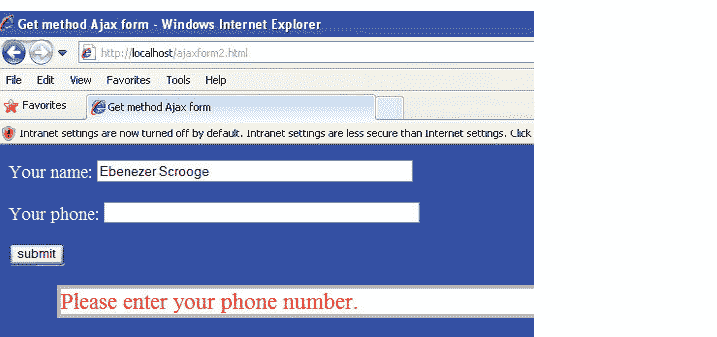 Get method Ajax form - Windows Internet Explorer
http://localhost/ajaxform2.html
File Edit View Favorites Tools Help
Favorites Get method Ajax form
Intranet settings are now turned off by default. Intranet settings are less secure than Internet settings. Click
Your name: Ebenezer Scrooge
Your phone:
submit
Please enter your phone number.